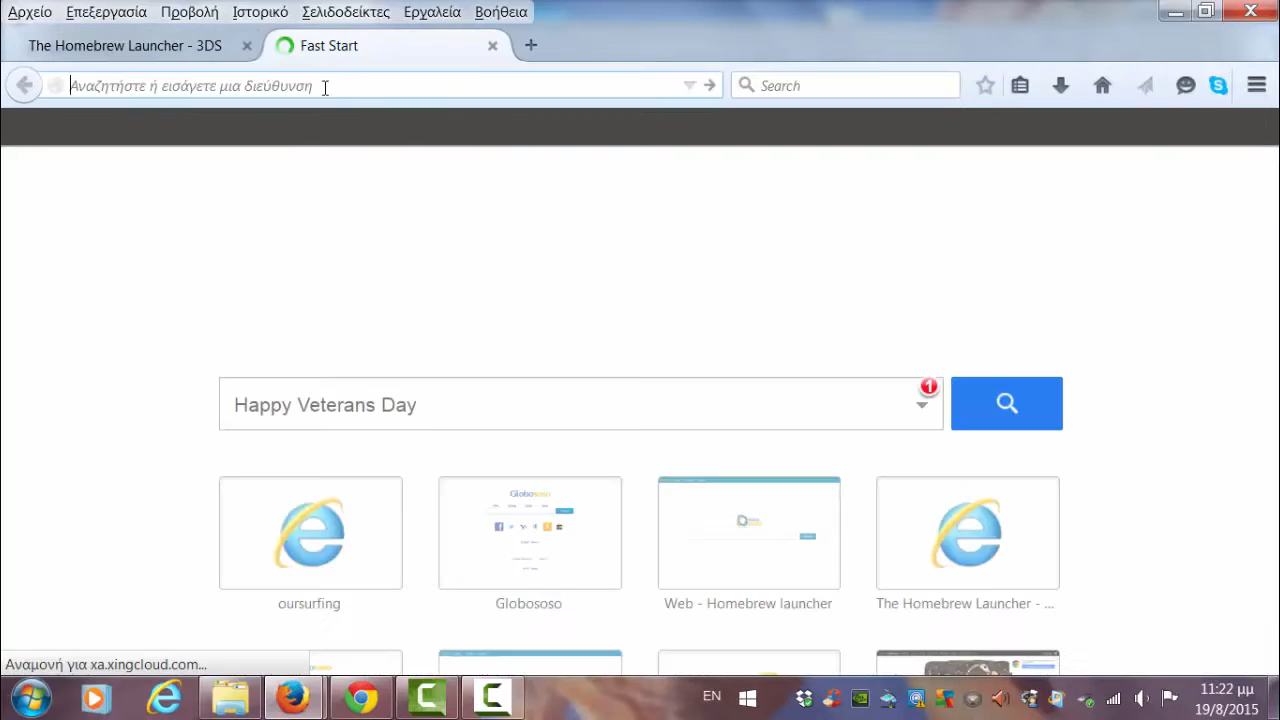 Αρχείο Επεξεργασία Προβολή Ιστορικό Σελιδοδείκτες Εργαλεία Βοήθεια
The Homebrew Launcher - 3DS Fast Start
Αναζητήστε ή εισάγετε μια διεύθυνση Search
1
Happy Veterans Day
Globososo
oursurfing Globososo Web - Homebrew launcher The Homebrew Launcher - ...
Αναμονή για xa.xingcloud.com...
EN 11:22 μμ
19/8/2015